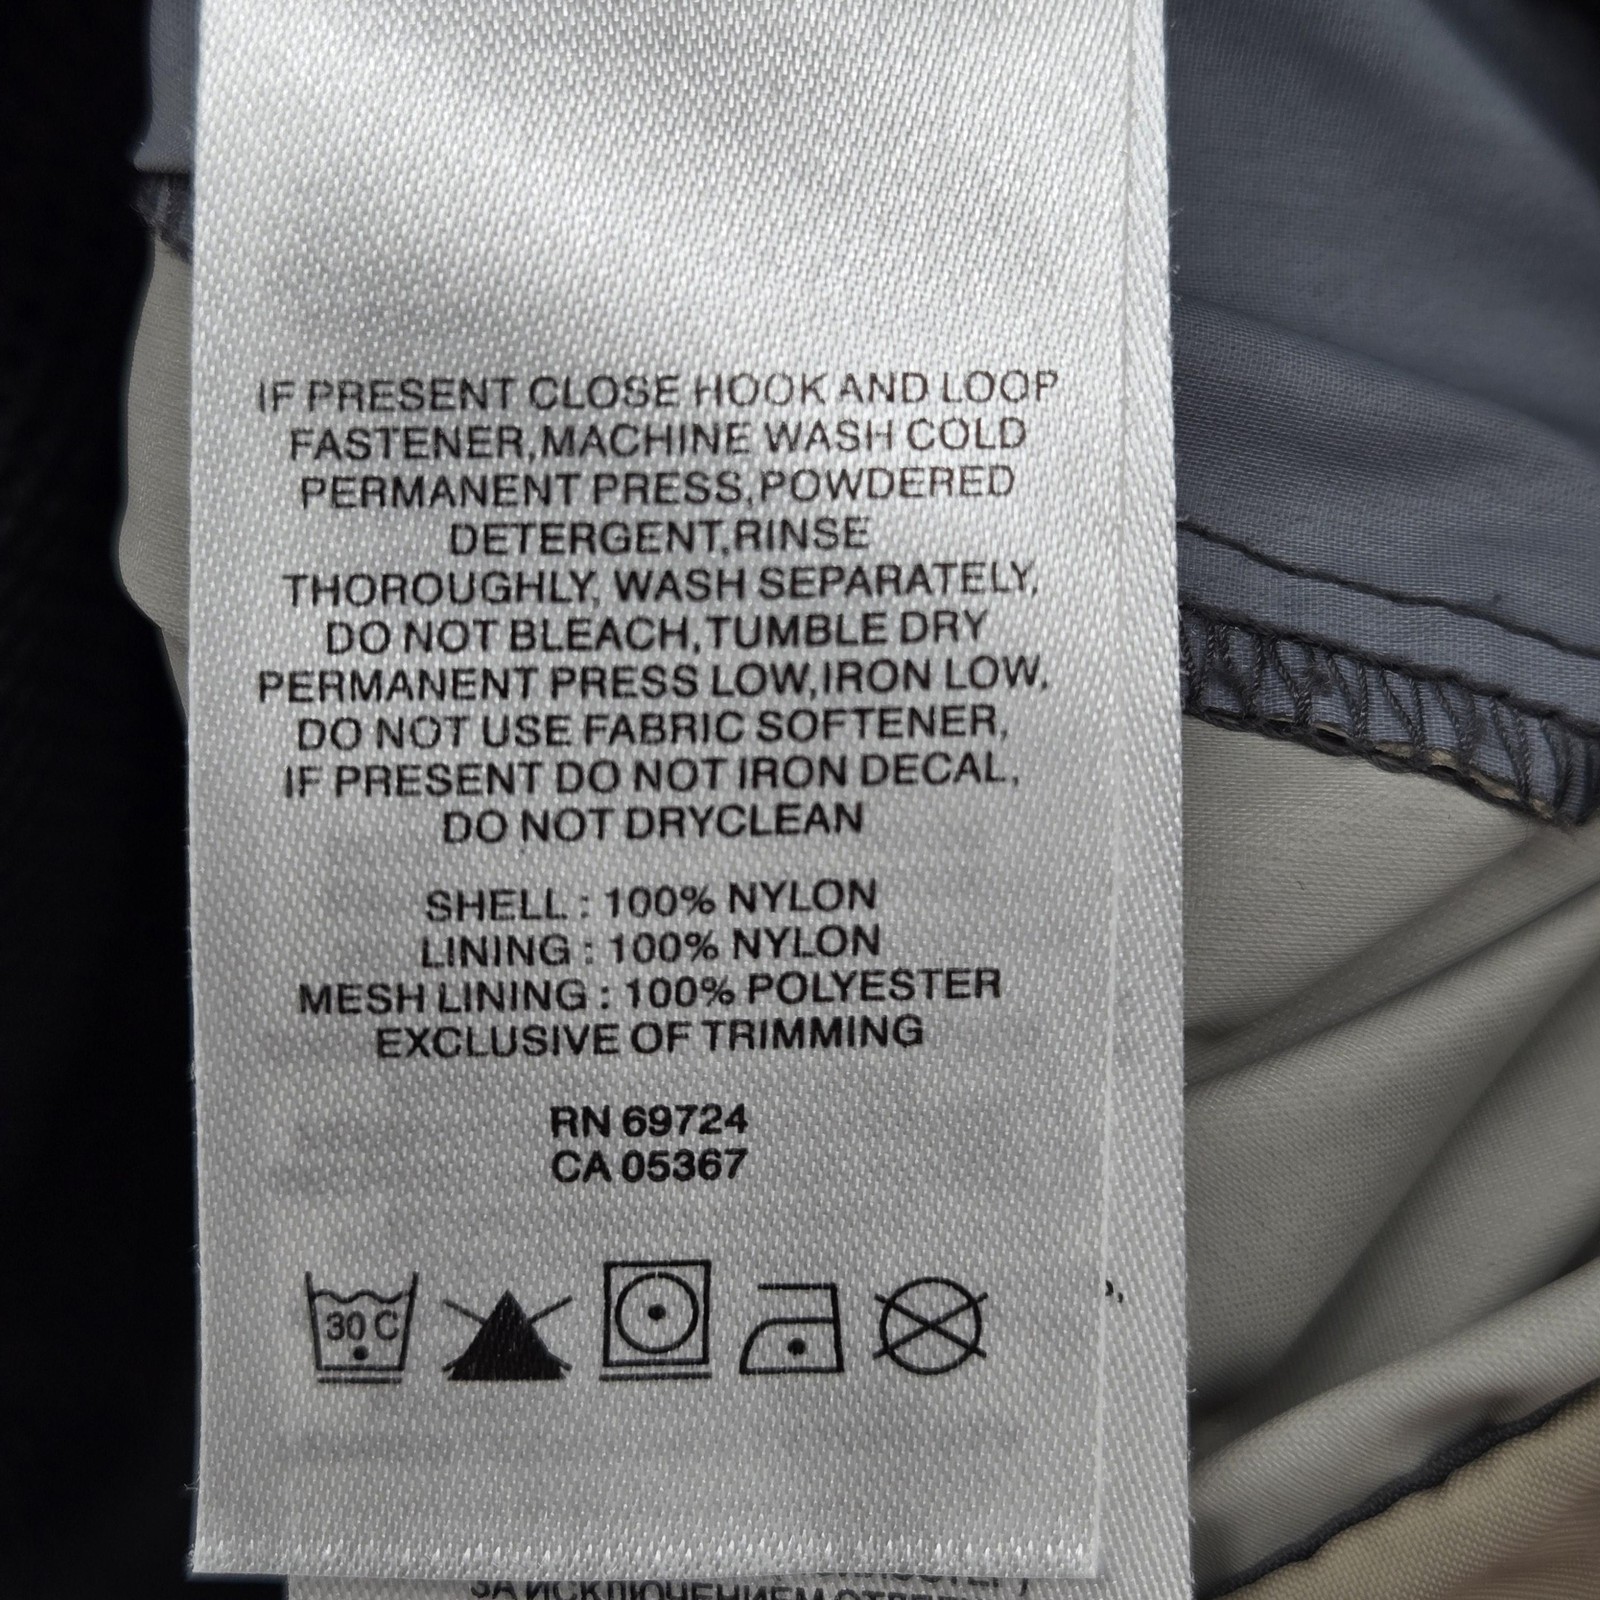 IF PRESENT CLOSE HOOK AND LOOP
FASTENER,MACHINE WASH COLD
PERMANENT PRESS,POWDERED
DETERGENT,RINSE
THOROUGHLY, WASH SEPARATELY,
DO NOT BLEACH,TUMBLE DRY
PERMANENT PRESS LOW,IRON LOW,
DO NOT USE FABRIC SOFTENER,
IF PRESENT DO NOT IRON DECAL,
DO NOT DRYCLEAN
SHELL : 100% NYLON
LINING : 100% NYLON
MESH LINING : 100% POLYESTER
EXCLUSIVE OF TRIMMING
RN 69724
CA 05367
30 C
ЗА ИСКЛЮЧЕНИЕМ